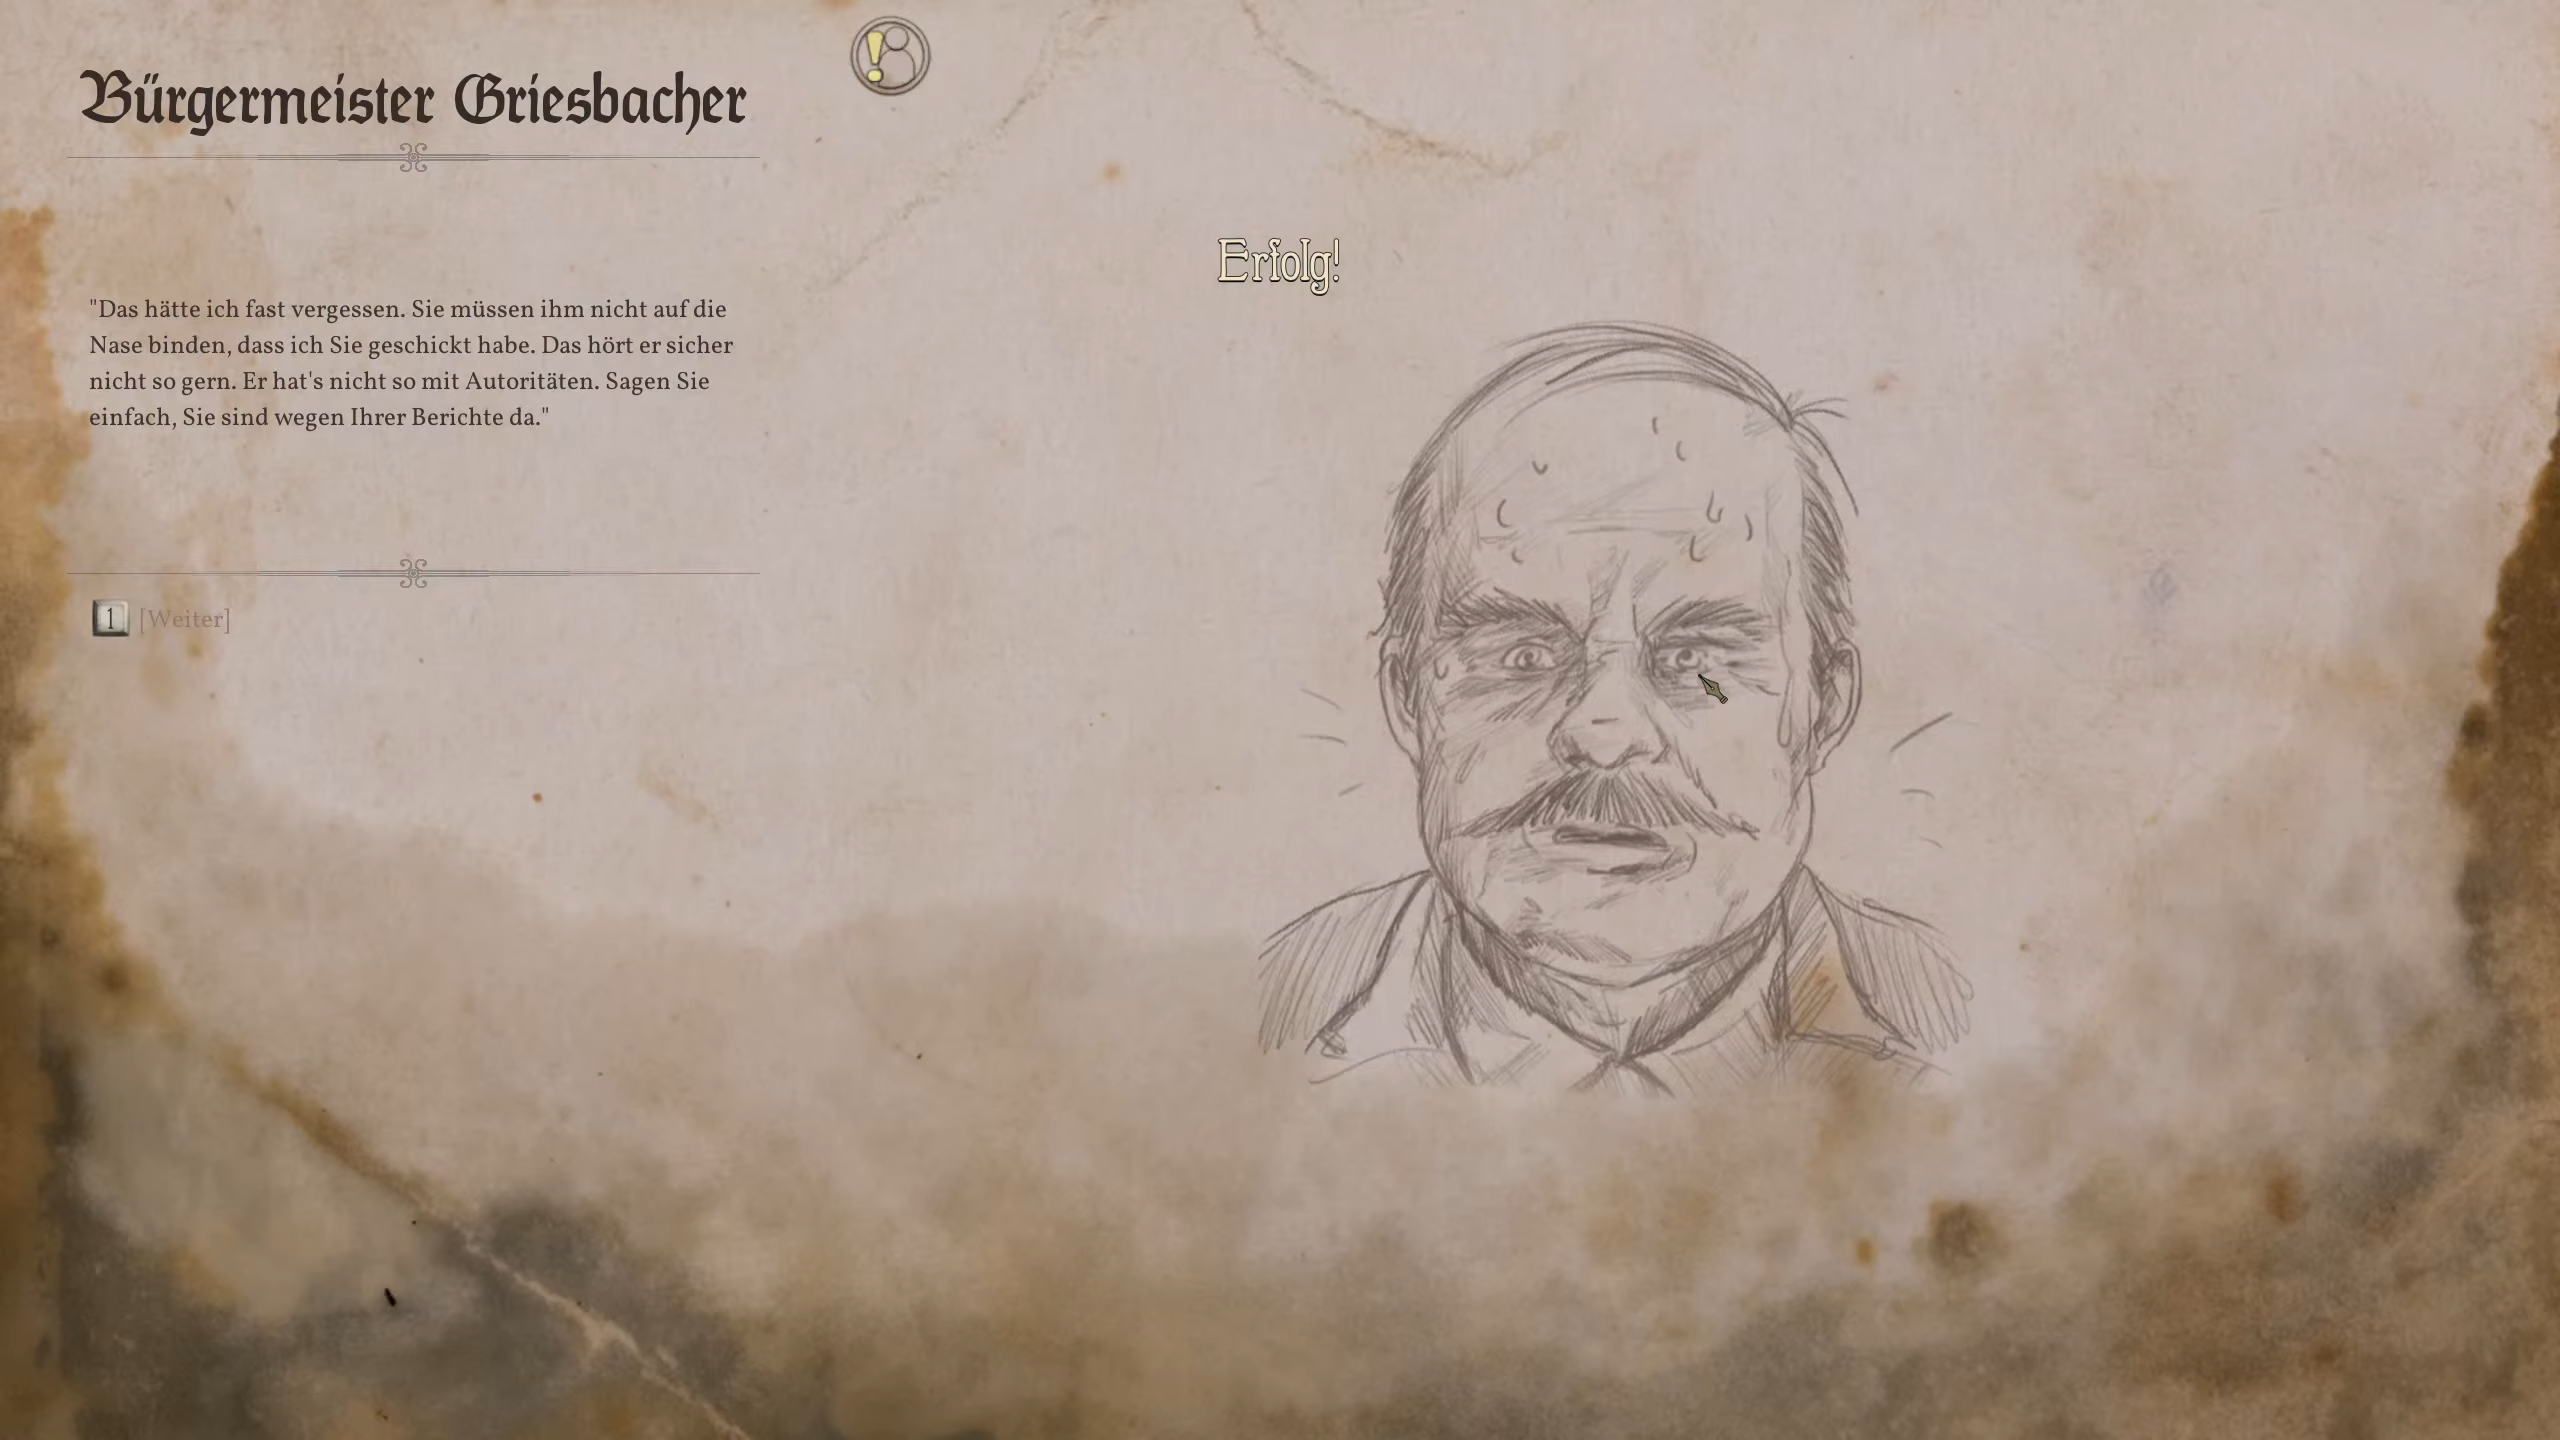 Bürgermeister Griesbacher
Erfolg!
"Das hätte ich fast vergessen. Sie müssen ihm nicht auf die
Nase binden, dass ich Sie geschickt habe. Das hört er sicher
nicht so gern. Er hat's nicht so mit Autoritäten. Sagen Sie
einfach, Sie sind wegen Ihrer Berichte da."
1 [Weiter]